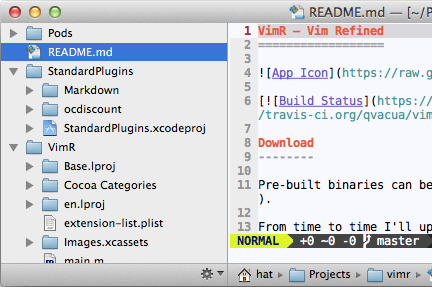 README.md — [~/P
Pods
README.md
StandardPlugins
Markdown
ocdiscount
StandardPlugins.xcodeproj
VimR
Base.lproj
Cocoa Categories
en.lproj
extension-list.plist
Images.xcassets
main.m
1 VimR — Vim Refined
2 ==================
3
4 ![App Icon](https://raw.g
5
6 [![Build Status](https://
/travis-ci.org/qvacua/vim
7
8 Download
9 --------
10
11 Pre-built binaries can be
).
12
13 From time to time I'll up
NORMAL +0 ~0 -0 master
hat Projects vimr